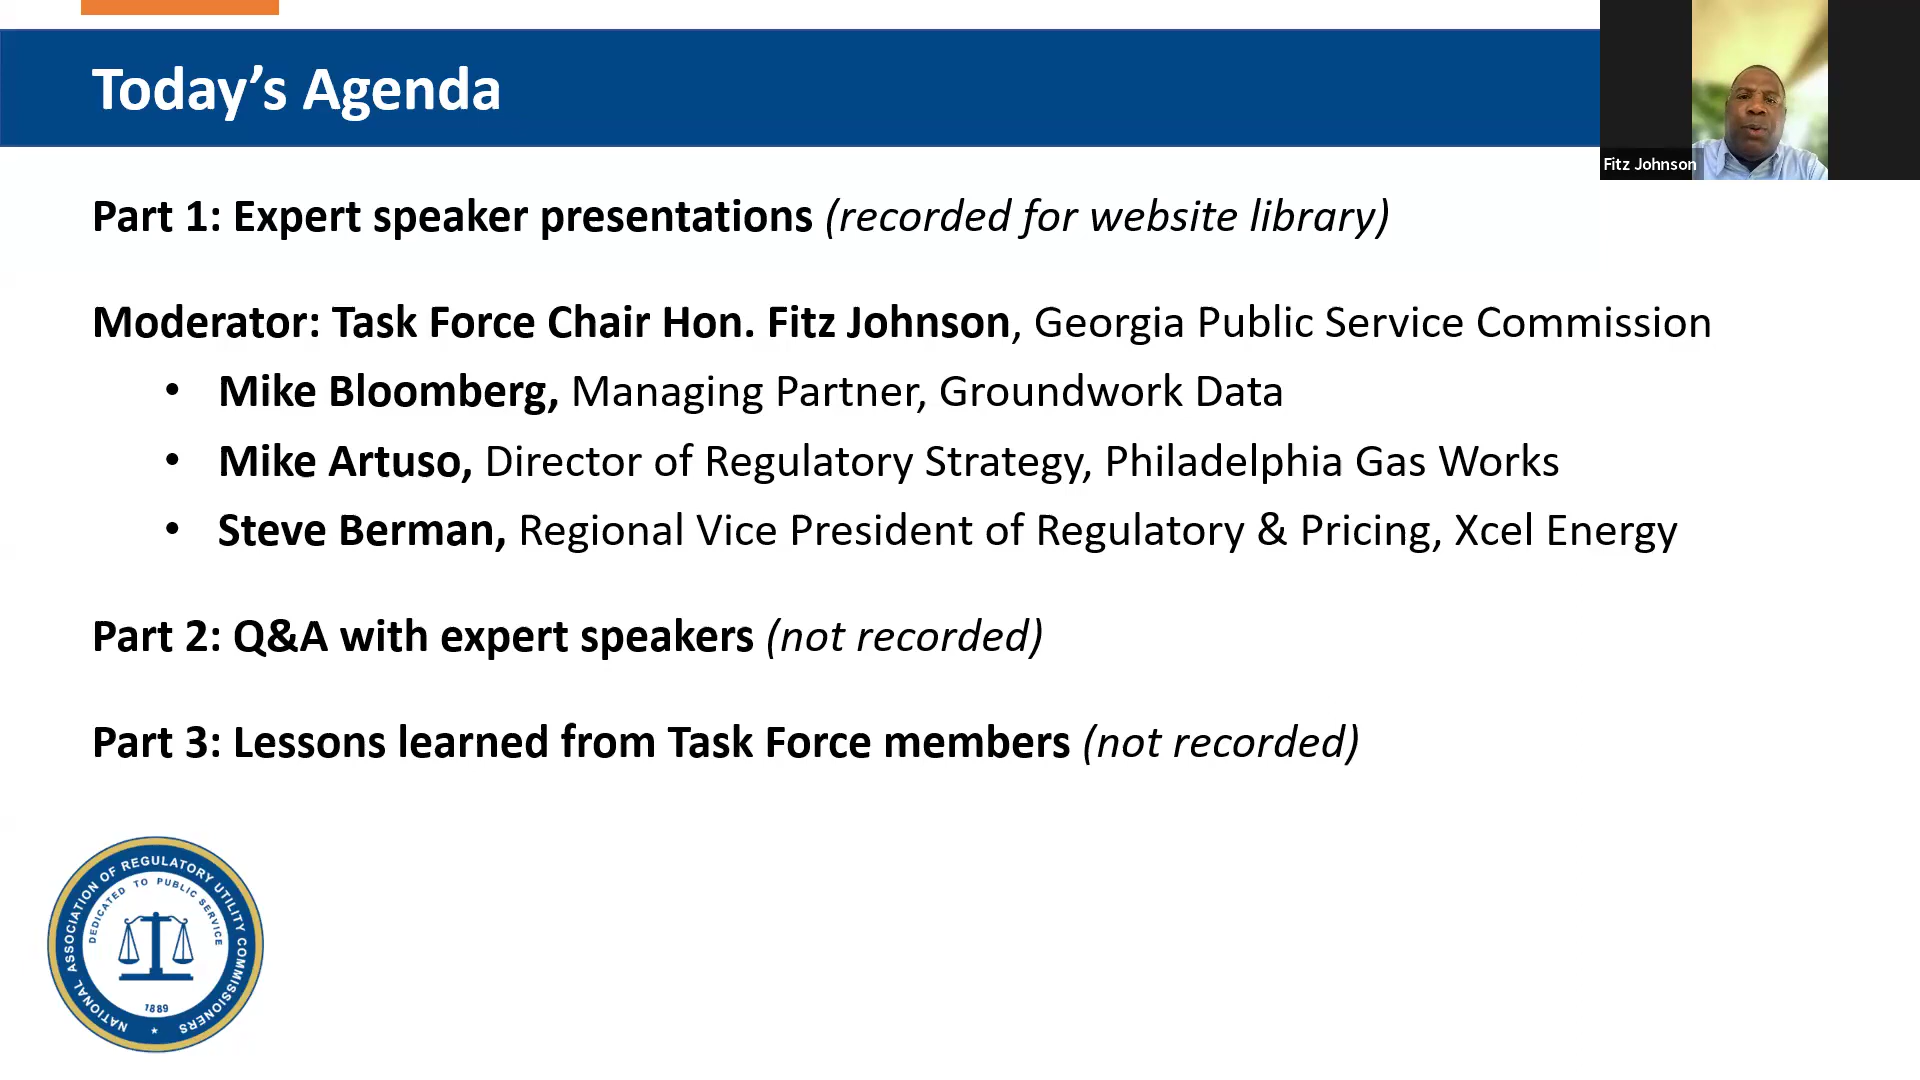 Today’s Agenda
Fitz Johnson
Part 1: Expert speaker presentations (recorded for website library)
Moderator: Task Force Chair Hon. Fitz Johnson, Georgia Public Service Commission
• Mike Bloomberg, Managing Partner, Groundwork Data
• Mike Artuso, Director of Regulatory Strategy, Philadelphia Gas Works
• Steve Berman, Regional Vice President of Regulatory & Pricing, Xcel Energy
Part 2: Q&A with expert speakers (not recorded)
Part 3: Lessons learned from Task Force members (not recorded)
NATIONAL ASSOCIATION OF REGULATORY UTILITY COMMISSIONERS
DEDICATED TO PUBLIC SERVICE
1889